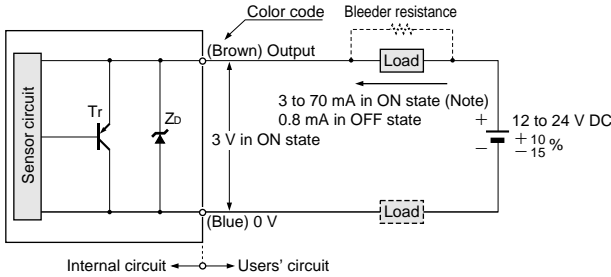 Color code
Bleeder resistance
(Brown) Output
Load
Sensor circuit
Tr
ZD
3 V in ON state
3 to 70 mA in ON state (Note)
0.8 mA in OFF state
+
−
12 to 24 V DC
+ 10
− 15 %
(Blue) 0 V
Load
Internal circuit
Users' circuit